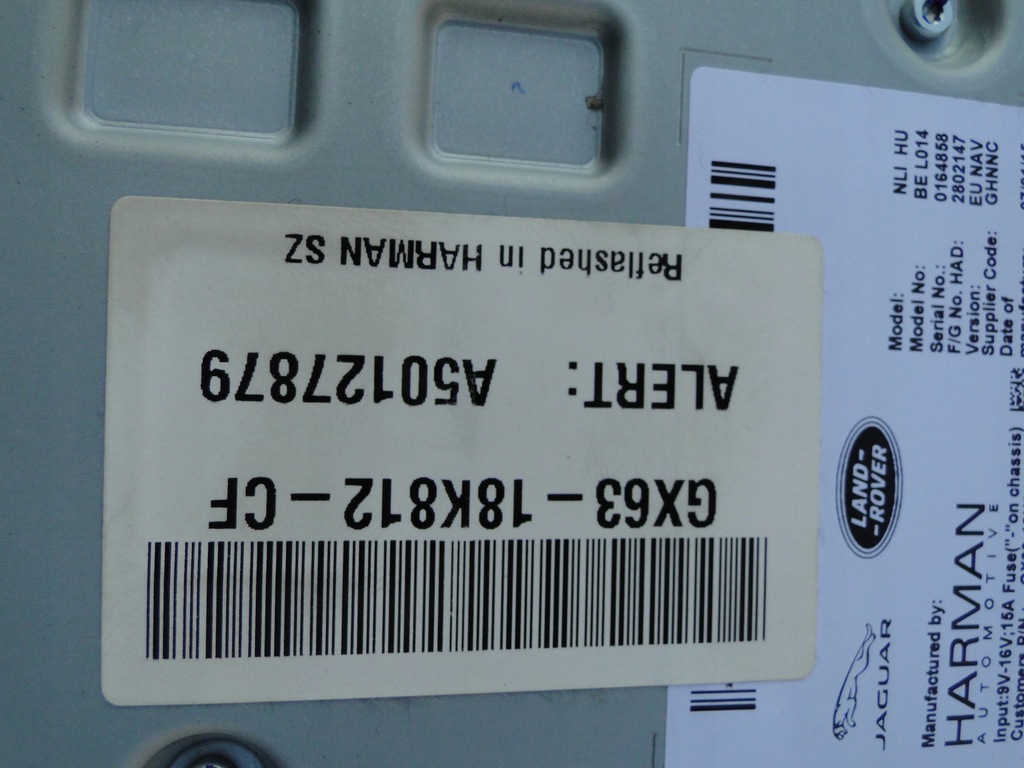 GX63-18K812-CF
ALERT: A50127879
Reflashed in HARMAN SZ
Model: NLI HU
Model No: BE L014
Serial No.: 0164858
F/G No. HAD: 2802147
Version: EU NAV
Supplier Code: GHNNC
Date of
LAND-
-ROVER
JAGUAR
Manufactured by:
HARMAN
AUTOMOTIVE
Input:9V-16V;15A Fuse("-"on chassis)
Customers P/N